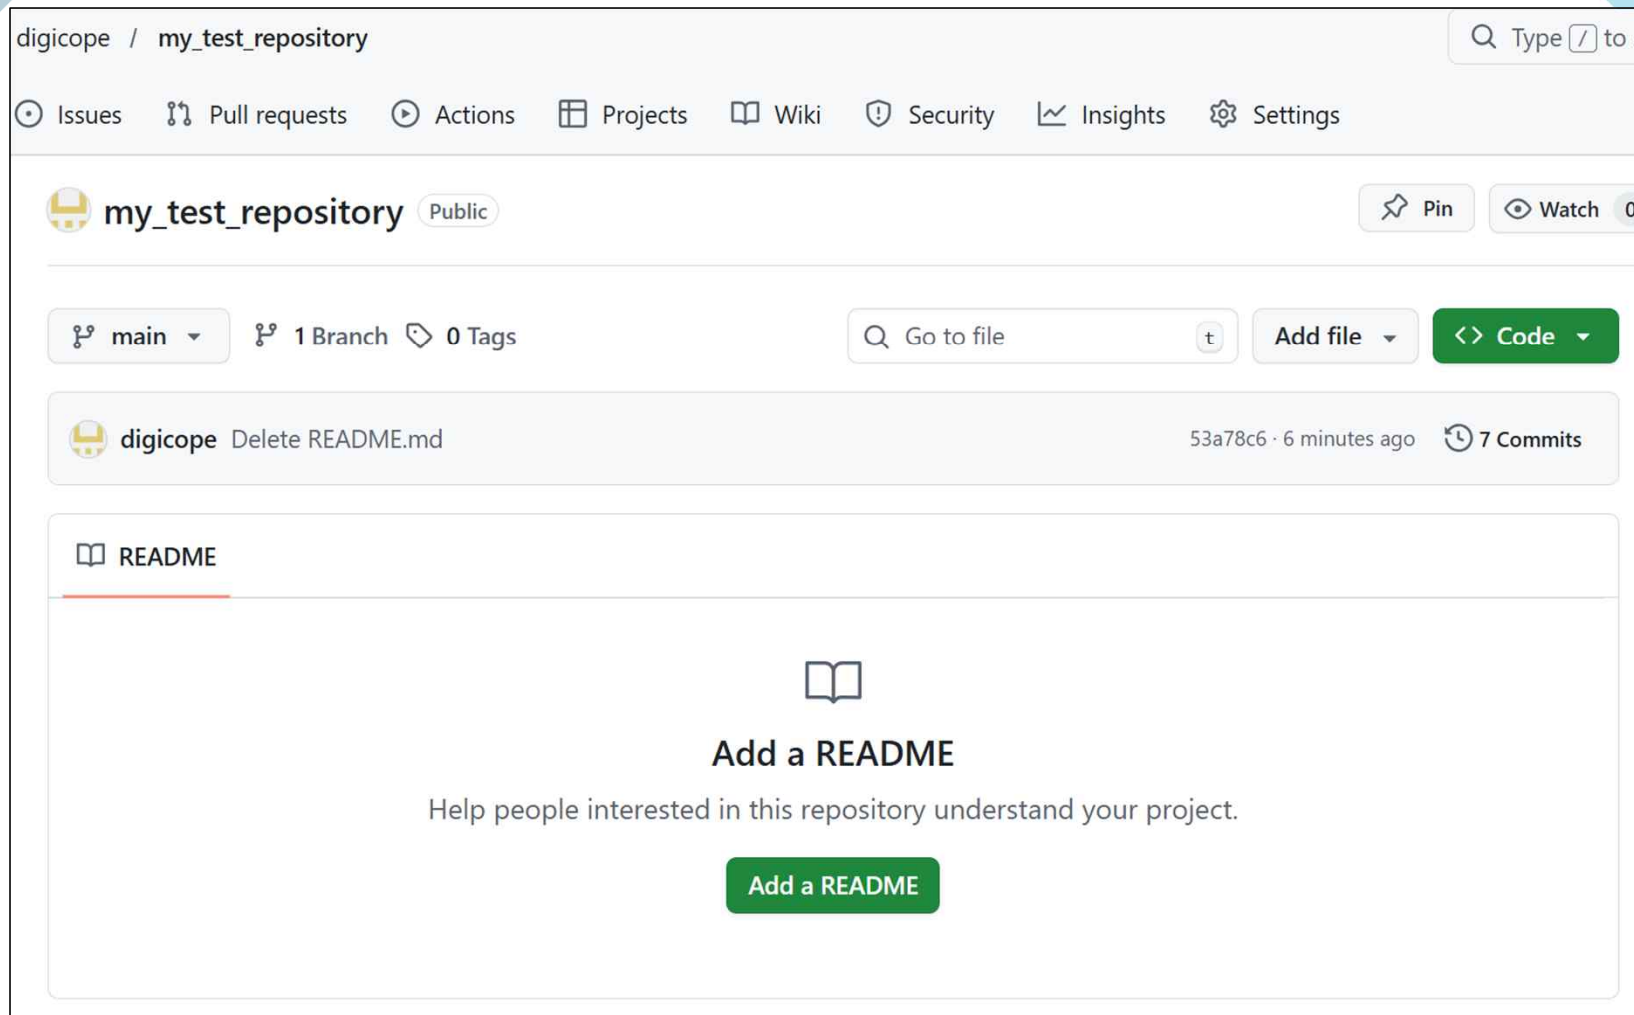 digicope / my_test_repository Type / to
Issues Pull requests Actions Projects Wiki Security Insights Settings
my_test_repository Public Pin Watch 0
main 1 Branch 0 Tags Go to file t Add file Code
digicope Delete README.md 53a78c6 · 6 minutes ago 7 Commits
README
Add a README
Help people interested in this repository understand your project.
Add a README